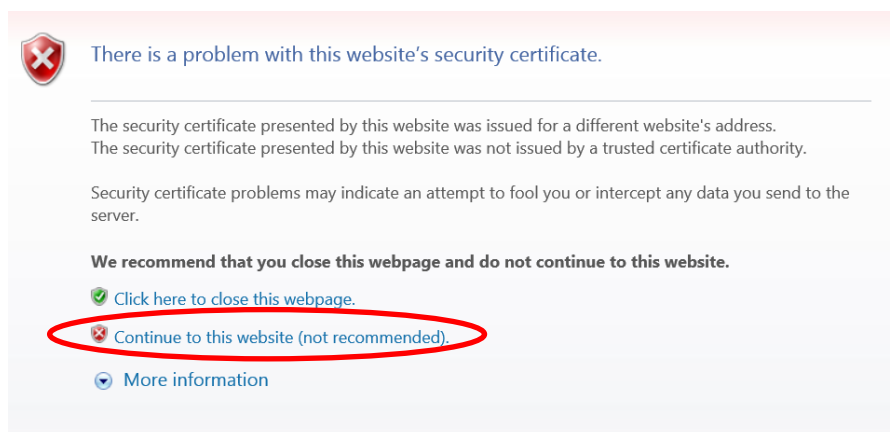 There is a problem with this website's security certificate.
The security certificate presented by this website was issued for a different website's address.
The security certificate presented by this website was not issued by a trusted certificate authority.
Security certificate problems may indicate an attempt to fool you or intercept any data you send to the
server.
We recommend that you close this webpage and do not continue to this website.
Click here to close this webpage.
Continue to this website (not recommended).
More information